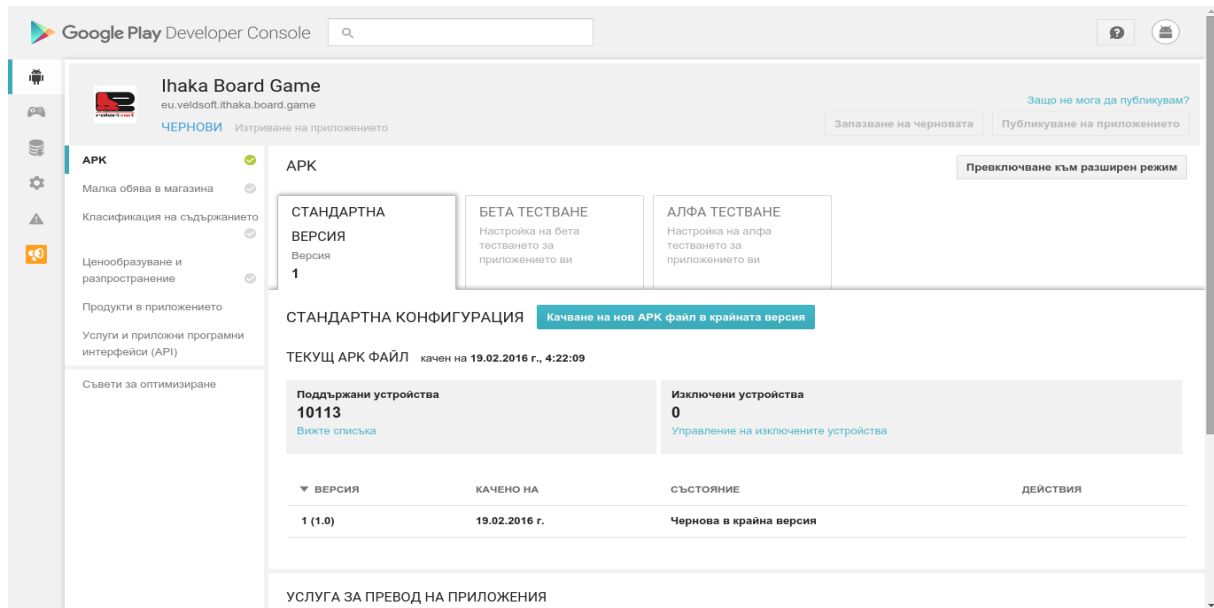 Google Play Developer Console
Ihaka Board Game
eu.veldsoft.ithaka.board.game
ЧЕРНОВИ Изтриване на приложението
Защо не мога да публикувам?
Запазване на черновата Публикуване на приложението
APK
Малка обява в магазина
Класификация на съдържанието
Ценообразуване и
разпространение
Продукти в приложението
Услуги и приложни програмни
интерфейси (API)
Съвети за оптимизиране
APK
Превключване към разширен режим
СТАНДАРТНА
ВЕРСИЯ
Версия
1
БЕТА ТЕСТВАНЕ
Настройка на бета
тестването за
приложението ви
АЛФА ТЕСТВАНЕ
Настройка на алфа
тестването за
приложението ви
СТАНДАРТНА КОНФИГУРАЦИЯ Качване на нов APK файл в крайната версия
ТЕКУЩ APK ФАЙЛ качен на 19.02.2016 г., 4:22:09
Поддържани устройства
10113
Вижте списъка
Изключени устройства
0
Управление на изключените устройства
ВЕРСИЯ КАЧЕНО НА СЪСТОЯНИЕ ДЕЙСТВИЯ
1 (1.0) 19.02.2016 г. Чернова в крайна версия
УСЛУГА ЗА ПРЕВОД НА ПРИЛОЖЕНИЯ